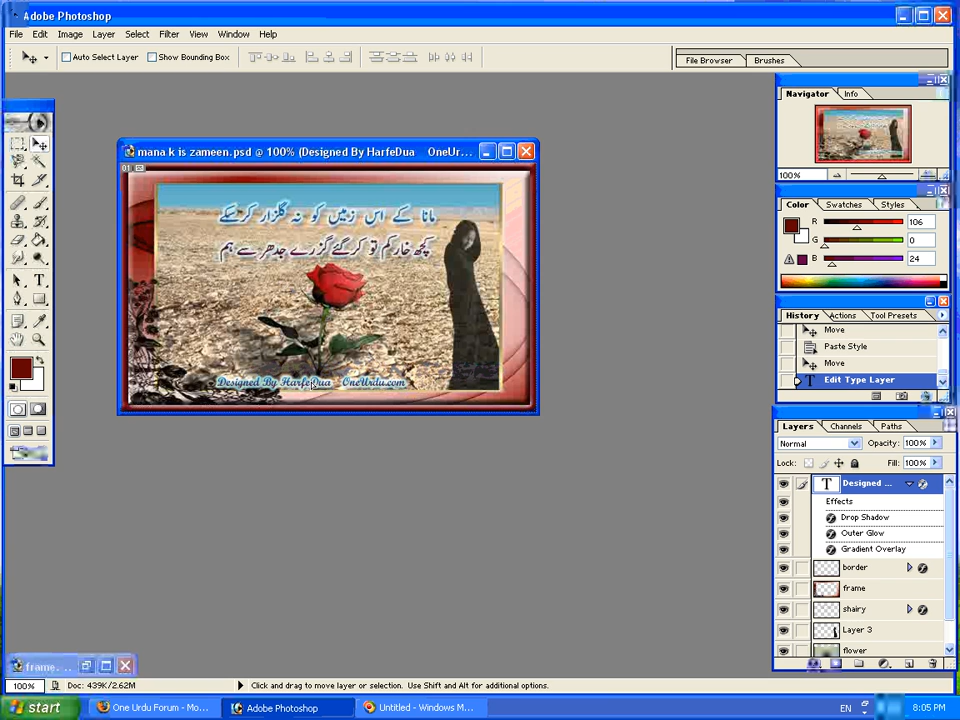 Adobe Photoshop
File Edit Image Layer Select Filter View Window Help
Auto Select Layer Show Bounding Box File Browser Brushes
Navigator Info
100%
Color Swatches Styles
R 106
G 0
B 24
History Actions Tool Presets
Move
Paste Style
Move
Edit Type Layer
Layers Channels Paths
Normal Opacity: 100%
Lock: Fill: 100%
Designed ...
Effects
Drop Shadow
Outer Glow
Gradient Overlay
border
frame
shairy
Layer 3
flower
mana k is zameen.psd @ 100% (Designed By HarfeDua OneUr...
01
مانا کے اس زمیں کو نہ گلزار کرسکے
کچھ خار کم تو کر گئے گزرے جدھر سے ہم
Designed By HarfeDua OneUrdu.com
frame. ...
100% Doc: 439K/2.62M Click and drag to move layer or selection. Use Shift and Alt for additional options.
start One Urdu Forum - Mo... Adobe Photoshop Untitled - Windows M... EN 8:05 PM